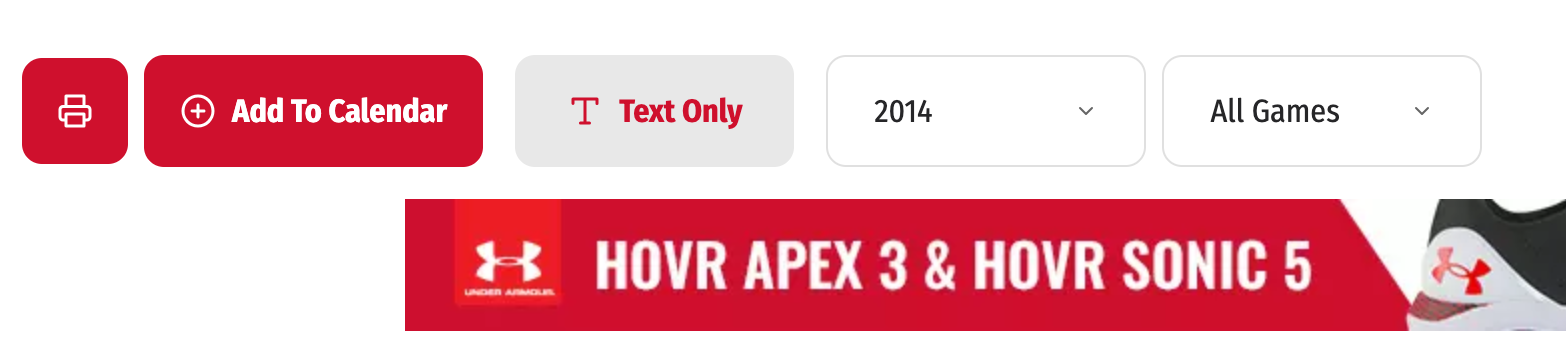 Add To Calendar
Text Only
2014
All Games
UNDER ARMOUR.
HOVR APEX 3 & HOVR SONIC 5